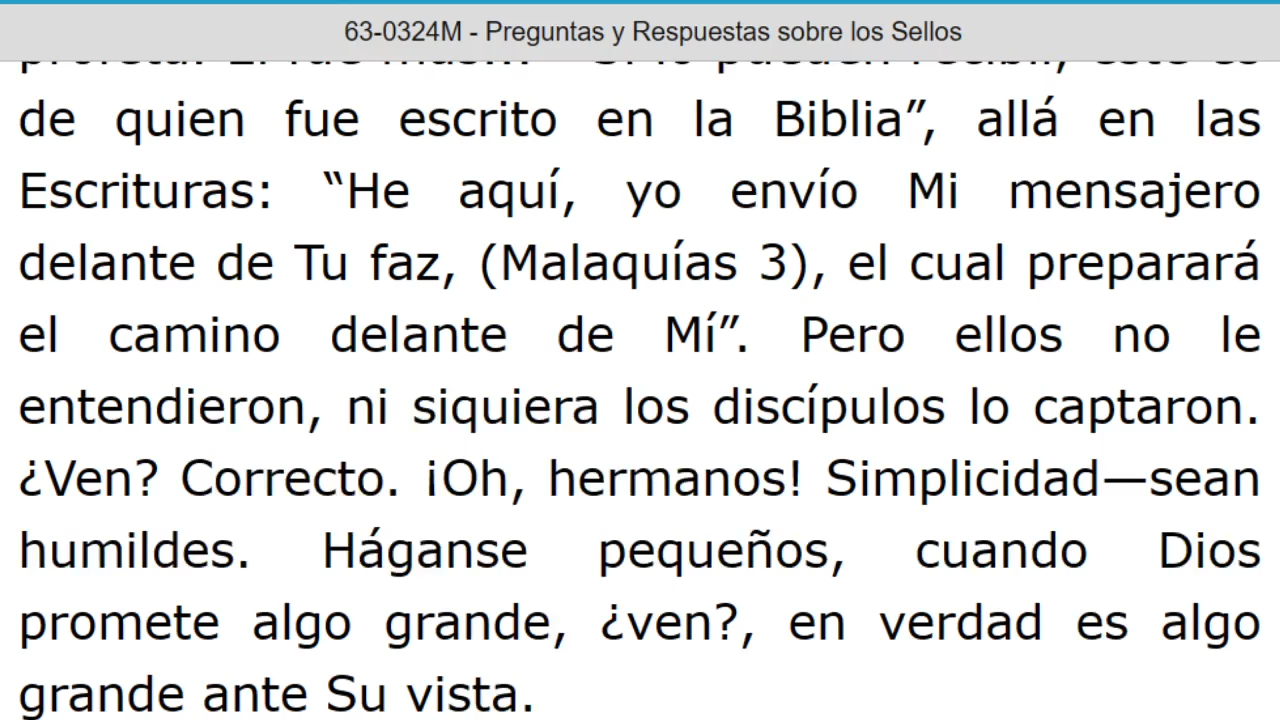 63-0324M - Preguntas y Respuestas sobre los Sellos
de quien fue escrito en la Biblia”, allá en las
Escrituras: “He aquí, yo envío Mi mensajero
delante de Tu faz, (Malaquías 3), el cual preparará
el camino delante de Mí”. Pero ellos no le
entendieron, ni siquiera los discípulos lo captaron.
¿Ven? Correcto. ¡Oh, hermanos! Simplicidad—sean
humildes. Háganse pequeños, cuando Dios
promete algo grande, ¿ven?, en verdad es algo
grande ante Su vista.